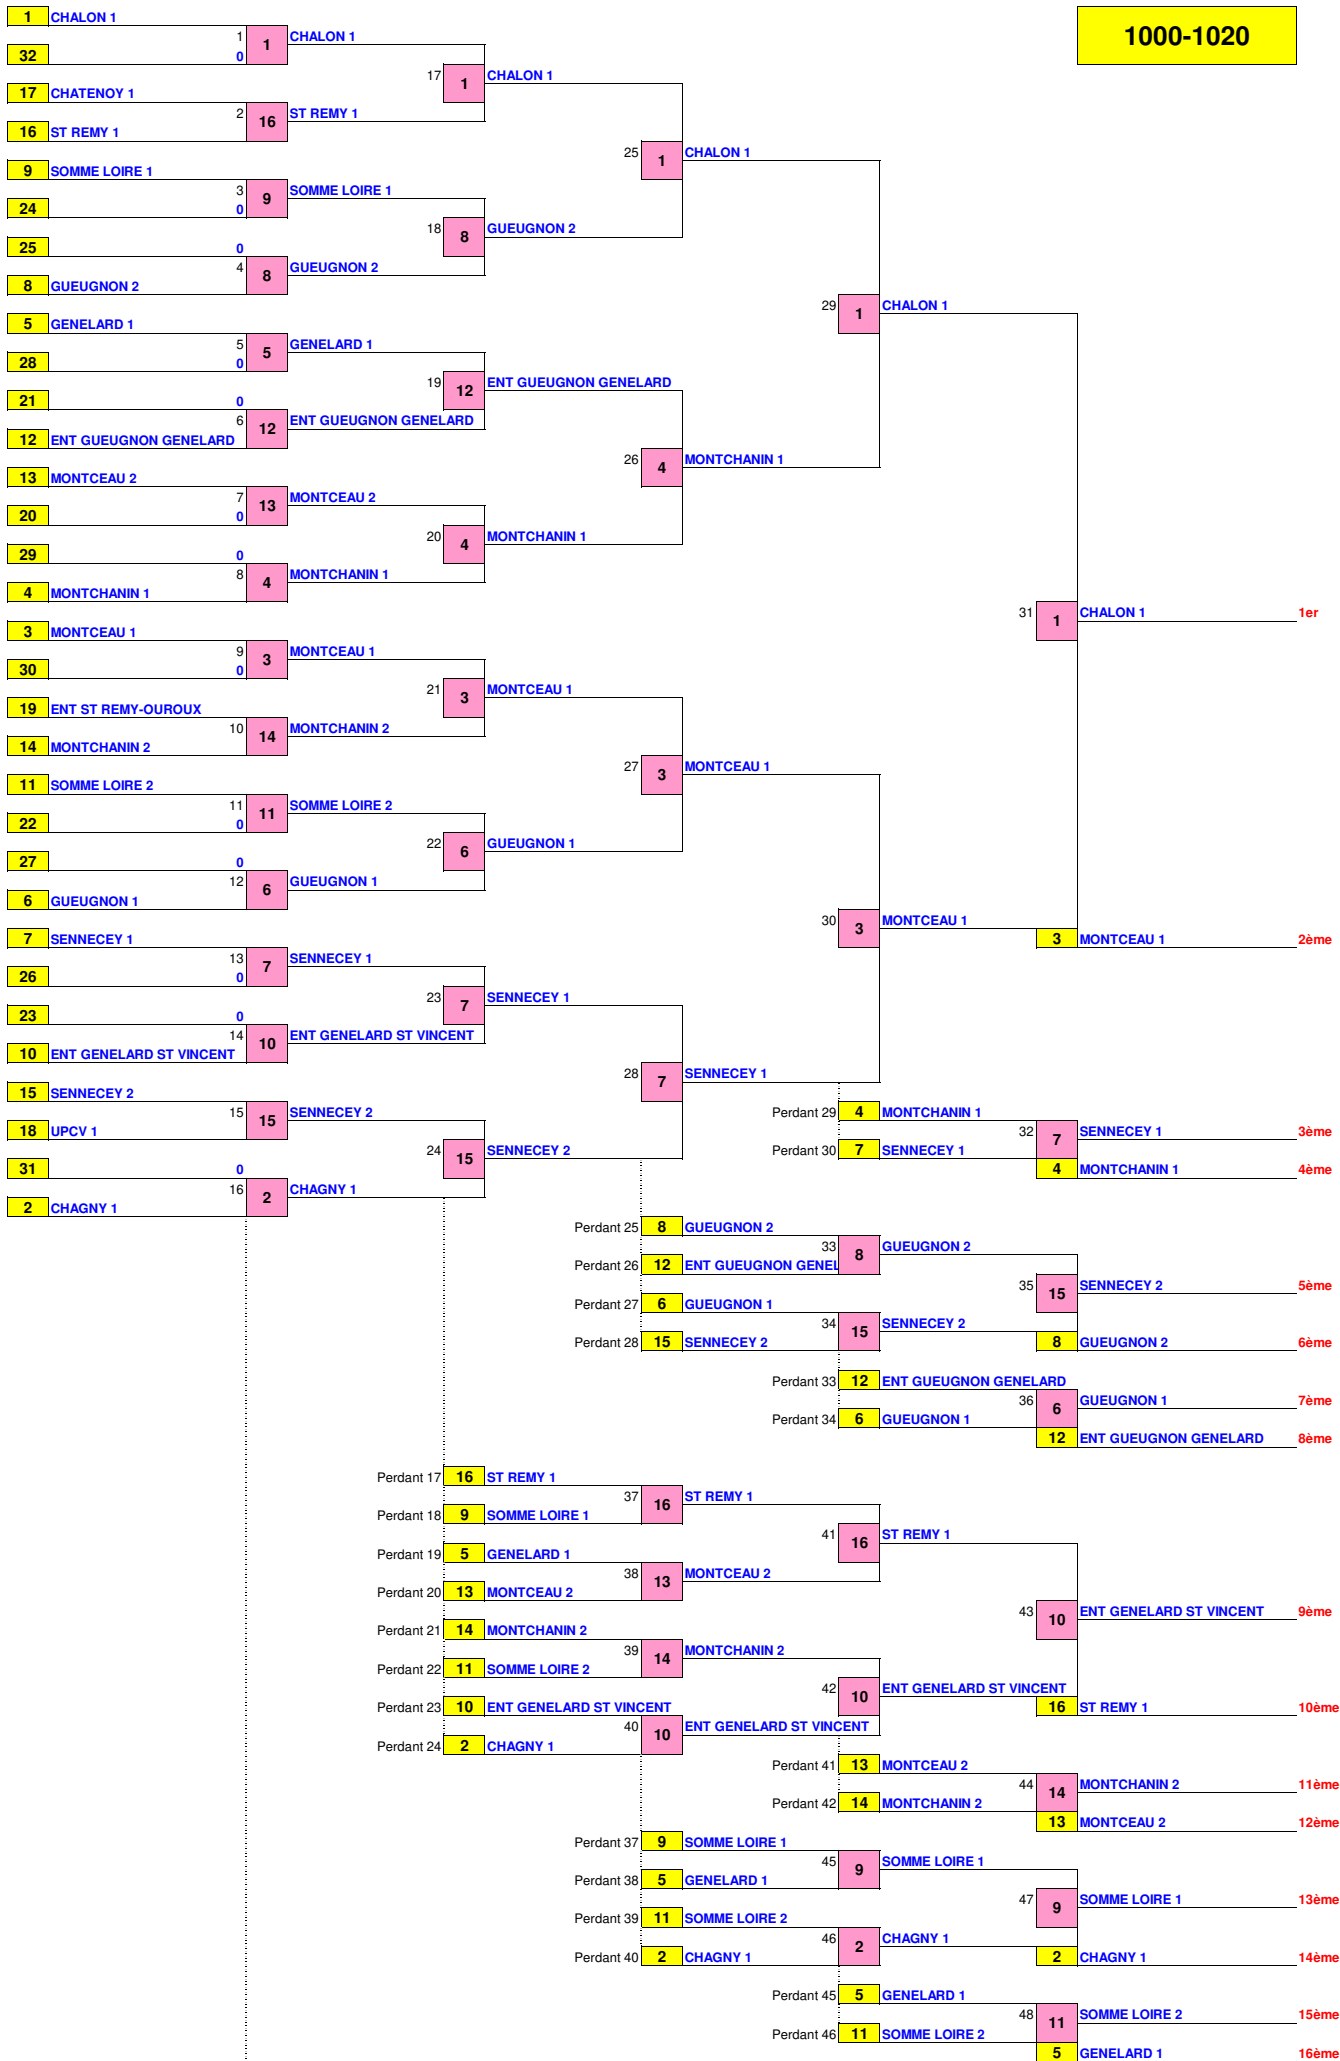 1 CHALON 1
1000-1020
1 1 CHALON 1
32 0
17 1 CHALON 1
17 CHATENOY 1
2 16 ST REMY 1
16 ST REMY 1
25 1 CHALON 1
9 SOMME LOIRE 1
3 9 SOMME LOIRE 1
24 0
18 8 GUEUGNON 2
25 0
4 8 GUEUGNON 2
8 GUEUGNON 2
29 1 CHALON 1
5 GENELARD 1
5 5 GENELARD 1
28 0
19 12 ENT GUEUGNON GENELARD
21 0
6 12 ENT GUEUGNON GENELARD
12 ENT GUEUGNON GENELARD
26 4 MONTCHANIN 1
13 MONTCEAU 2
7 13 MONTCEAU 2
20 0
20 4 MONTCHANIN 1
29 0
8 4 MONTCHANIN 1
4 MONTCHANIN 1
31 1 CHALON 1 1er
3 MONTCEAU 1
9 3 MONTCEAU 1
30 0
21 3 MONTCEAU 1
19 ENT ST REMY-OUROUX
10 14 MONTCHANIN 2
14 MONTCHANIN 2
27 3 MONTCEAU 1
11 SOMME LOIRE 2
11 11 SOMME LOIRE 2
22 0
22 6 GUEUGNON 1
27 0
12 6 GUEUGNON 1
6 GUEUGNON 1
30 3 MONTCEAU 1
7 SENNECEY 1
3 MONTCEAU 1 2ème
13 7 SENNECEY 1
26 0
23 7 SENNECEY 1
23 0
14 10 ENT GENELARD ST VINCENT
10 ENT GENELARD ST VINCENT
28 7 SENNECEY 1
15 SENNECEY 2
15 15 SENNECEY 2
Perdant 29 4 MONTCHANIN 1
18 UPCV 1
32 7 SENNECEY 1 3ème
24 15 SENNECEY 2
Perdant 30 7 SENNECEY 1
31 0
4 MONTCHANIN 1 4ème
16 2 CHAGNY 1
2 CHAGNY 1
Perdant 25 8 GUEUGNON 2
33 8 GUEUGNON 2
Perdant 26 12 ENT GUEUGNON GENEL
35 15 SENNECEY 2 5ème
Perdant 27 6 GUEUGNON 1
34 15 SENNECEY 2
Perdant 28 15 SENNECEY 2
8 GUEUGNON 2 6ème
Perdant 33 12 ENT GUEUGNON GENELARD
36 6 GUEUGNON 1 7ème
Perdant 34 6 GUEUGNON 1
12 ENT GUEUGNON GENELARD 8ème
Perdant 17 16 ST REMY 1
37 16 ST REMY 1
Perdant 18 9 SOMME LOIRE 1
41 16 ST REMY 1
Perdant 19 5 GENELARD 1
38 13 MONTCEAU 2
Perdant 20 13 MONTCEAU 2
43 10 ENT GENELARD ST VINCENT 9ème
Perdant 21 14 MONTCHANIN 2
39 14 MONTCHANIN 2
Perdant 22 11 SOMME LOIRE 2
42 10 ENT GENELARD ST VINCENT
Perdant 23 10 ENT GENELARD ST VINCENT
16 ST REMY 1 10ème
40 10 ENT GENELARD ST VINCENT
Perdant 24 2 CHAGNY 1
Perdant 41 13 MONTCEAU 2
44 14 MONTCHANIN 2 11ème
Perdant 42 14 MONTCHANIN 2
13 MONTCEAU 2 12ème
Perdant 37 9 SOMME LOIRE 1
45 9 SOMME LOIRE 1
Perdant 38 5 GENELARD 1
47 9 SOMME LOIRE 1 13ème
Perdant 39 11 SOMME LOIRE 2
46 2 CHAGNY 1
Perdant 40 2 CHAGNY 1
2 CHAGNY 1 14ème
Perdant 45 5 GENELARD 1
48 11 SOMME LOIRE 2 15ème
Perdant 46 11 SOMME LOIRE 2
5 GENELARD 1 16ème